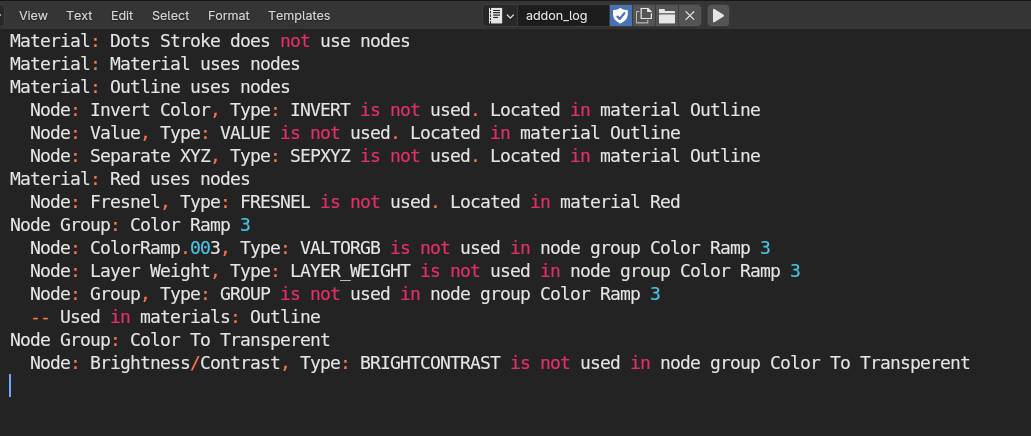 View Text Edit Select Format Templates addon_log
Material: Dots Stroke does not use nodes
Material: Material uses nodes
Material: Outline uses nodes
Node: Invert Color, Type: INVERT is not used. Located in material Outline
Node: Value, Type: VALUE is not used. Located in material Outline
Node: Separate XYZ, Type: SEPXYZ is not used. Located in material Outline
Material: Red uses nodes
Node: Fresnel, Type: FRESNEL is not used. Located in material Red
Node Group: Color Ramp 3
Node: ColorRamp.003, Type: VALTORGB is not used in node group Color Ramp 3
Node: Layer Weight, Type: LAYER_WEIGHT is not used in node group Color Ramp 3
Node: Group, Type: GROUP is not used in node group Color Ramp 3
-- Used in materials: Outline
Node Group: Color To Transperent
Node: Brightness/Contrast, Type: BRIGHTCONTRAST is not used in node group Color To Transperent